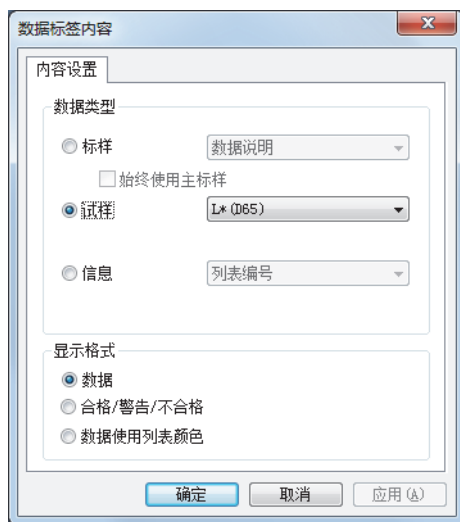 数据标签内容
内容设置
数据类型
标样 数据说明
始终使用主标样
试样 L*(D65)
信息 列表编号
显示格式
数据
合格/警告/不合格
数据使用列表颜色
确定 取消 应用(A)